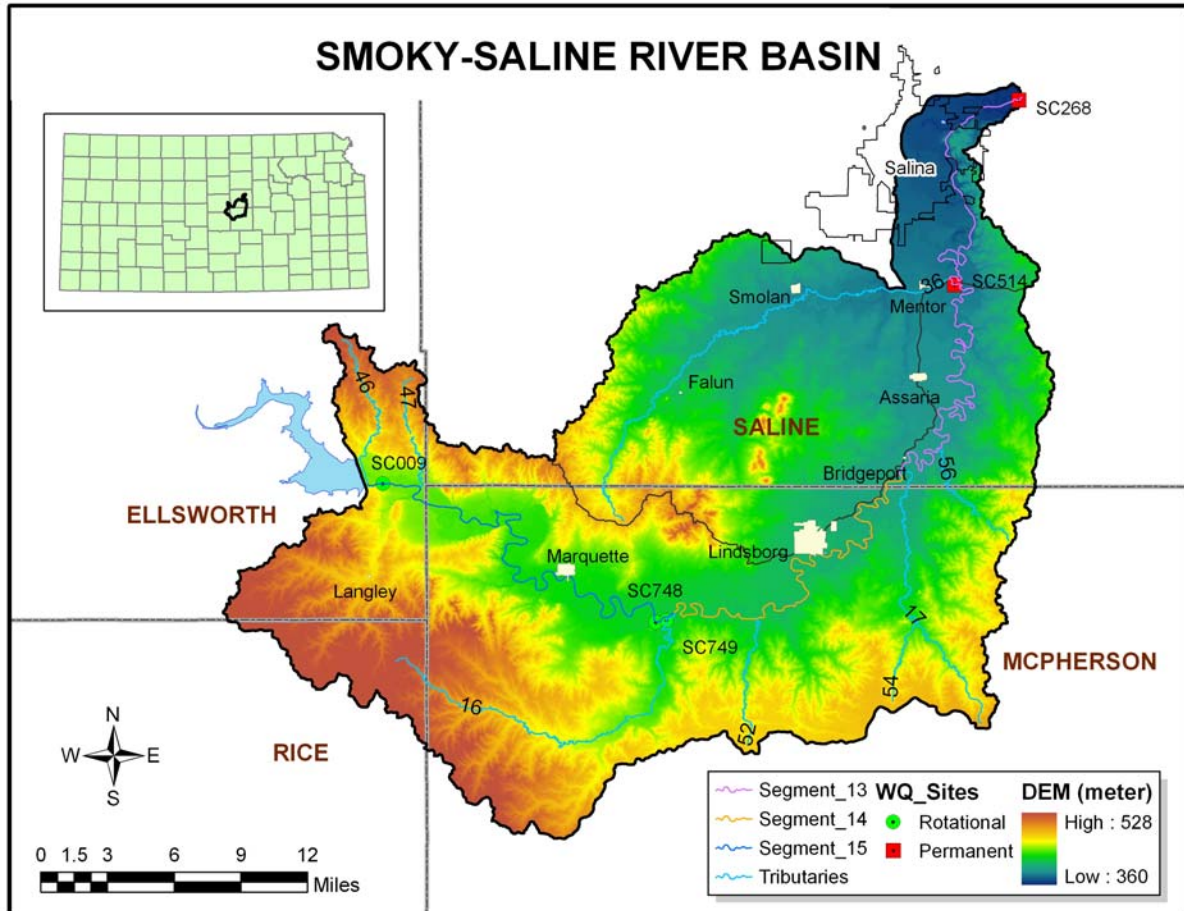 SMOKY-SALINE RIVER BASIN
SC268
Salina
36
SC514
Smolan
Mentor
46
47
Falun
Assaria
SALINE
SC009
Bridgeport
56
ELLSWORTH
Marquette
Lindsborg
Langley
SC748
17
SC749
MCPHERSON
54
16
52
RICE
N
W E
S
0 1.5 3 6 9 12
Miles
Segment_13
Segment_14
Segment_15
Tributaries
WQ_Sites
Rotational
Permanent
DEM (meter)
High : 528
Low : 360